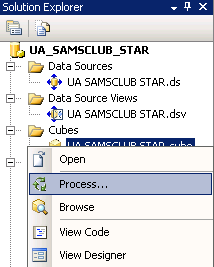 Solution Explorer
UA_SAMSCLUB_STAR
Data Sources
UA SAMSCLUB STAR.ds
Data Source Views
UA SAMSCLUB STAR.dsv
Cubes
UA SAMSCLUB STAR.cube
Open
Process...
Browse
View Code
View Designer